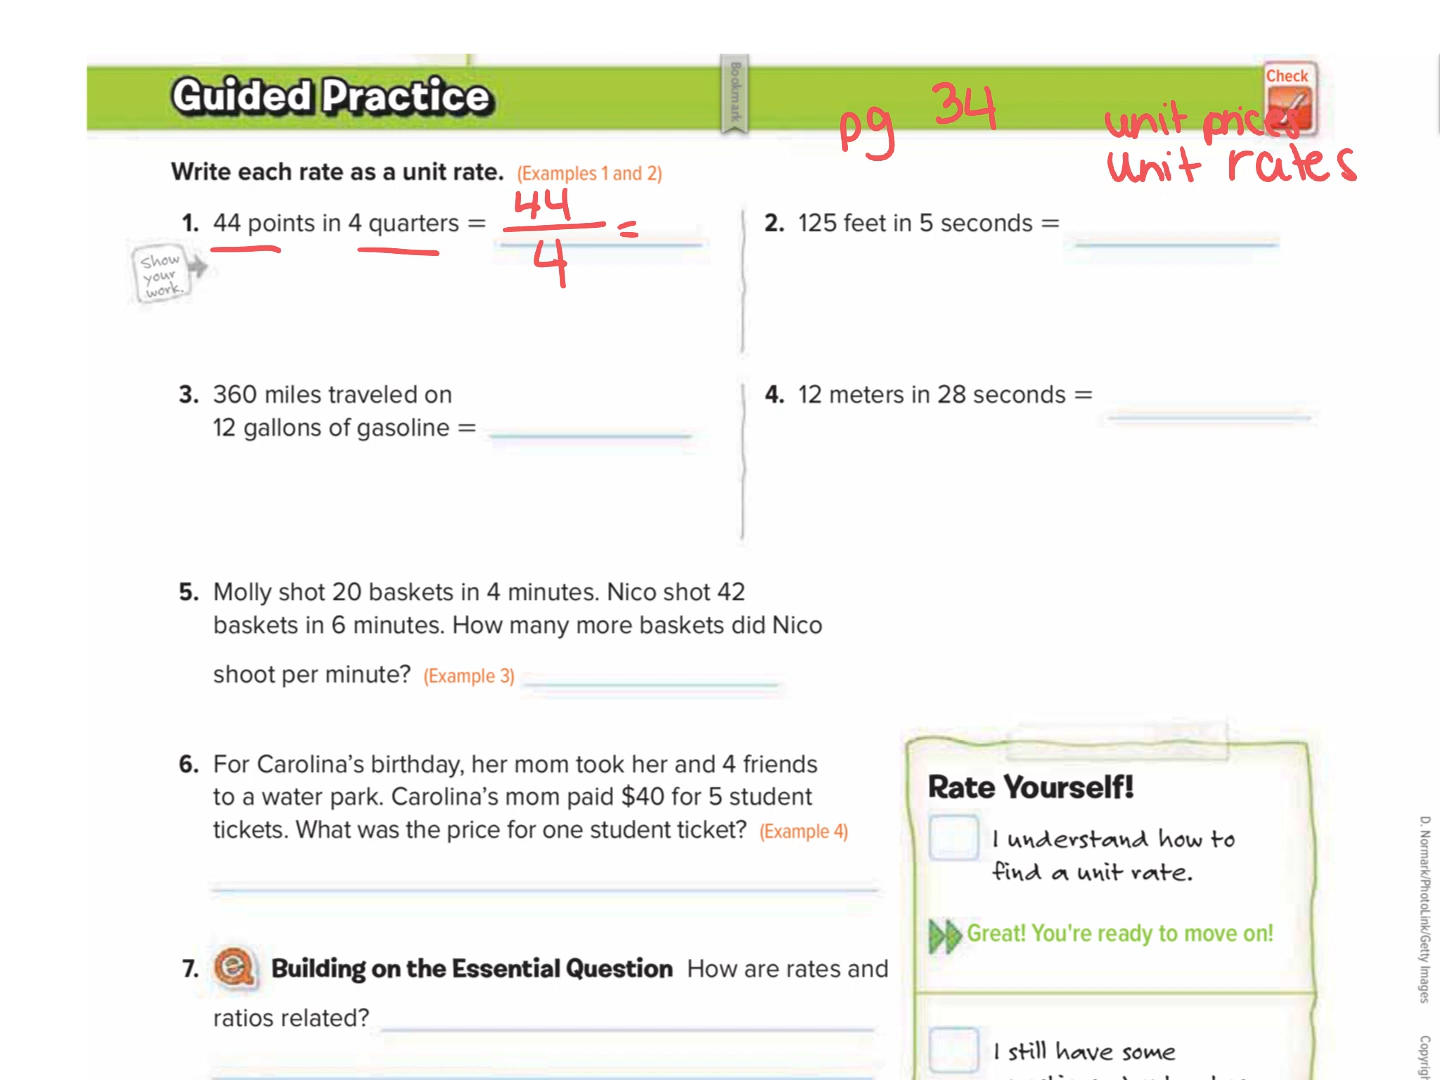 Guided Practice
Bookmark
Check
pg 34
unit prices
unit rates
Write each rate as a unit rate. (Examples 1 and 2)
1. 44 points in 4 quarters = 44/4 =
Show
your
work.
2. 125 feet in 5 seconds =
3. 360 miles traveled on
12 gallons of gasoline =
4. 12 meters in 28 seconds =
5. Molly shot 20 baskets in 4 minutes. Nico shot 42
baskets in 6 minutes. How many more baskets did Nico
shoot per minute? (Example 3)
6. For Carolina's birthday, her mom took her and 4 friends
to a water park. Carolina's mom paid $40 for 5 student
tickets. What was the price for one student ticket? (Example 4)
7. e Building on the Essential Question How are rates and
ratios related?
Rate Yourself!
I understand how to
find a unit rate.
Great! You're ready to move on!
I still have some
D. Normark/PhotoLink/Getty Images